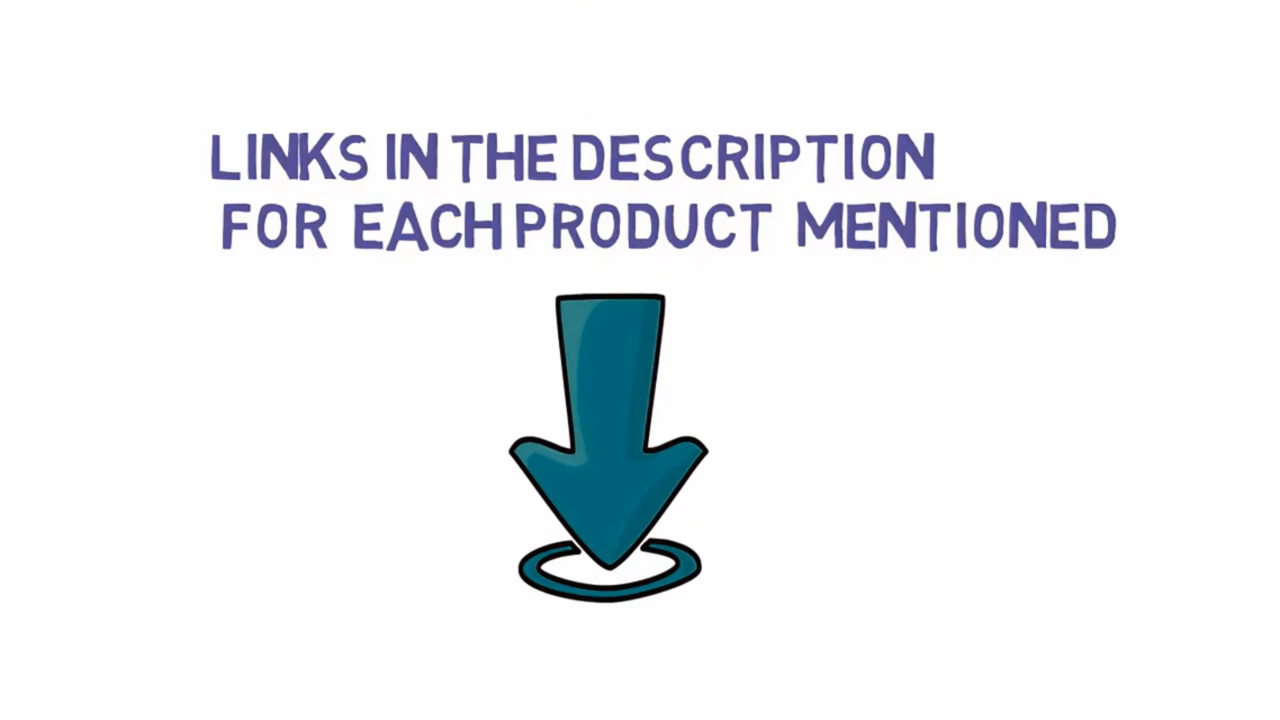 LINKS IN THE DESCRIPTION
FOR EACH PRODUCT MENTIONED